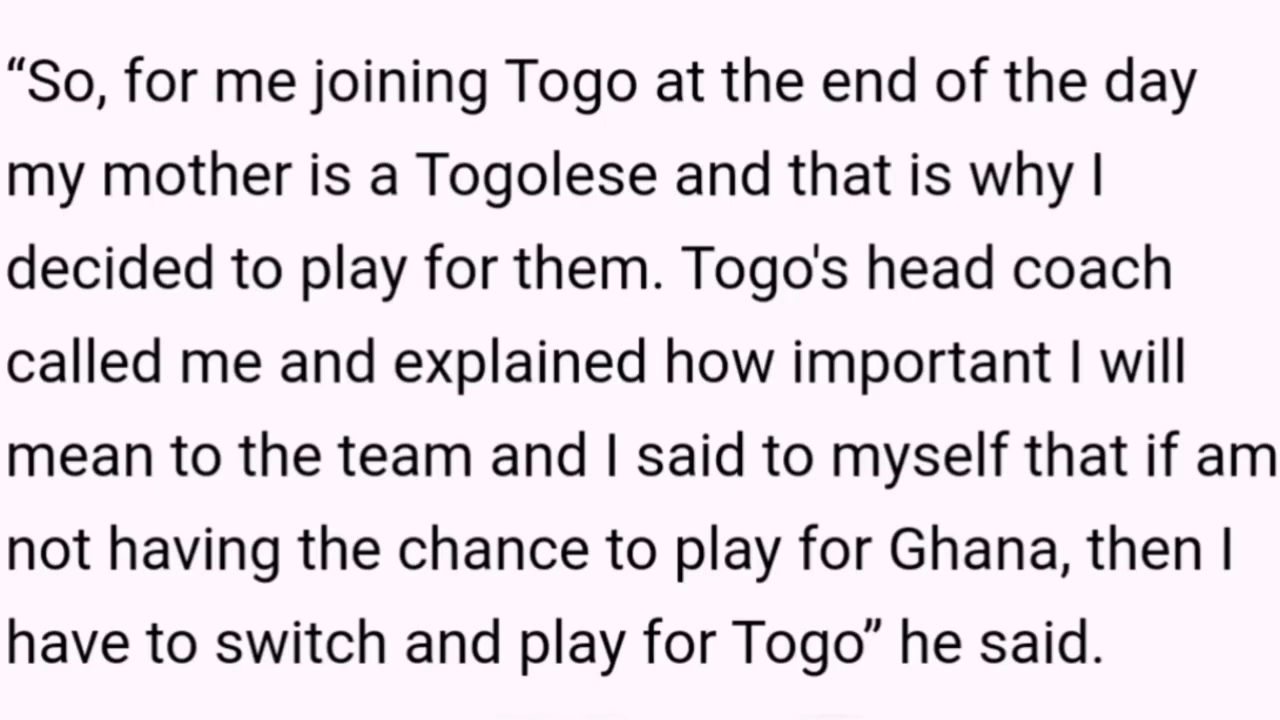 “So, for me joining Togo at the end of the day
my mother is a Togolese and that is why I
decided to play for them. Togo's head coach
called me and explained how important I will
mean to the team and I said to myself that if am
not having the chance to play for Ghana, then I
have to switch and play for Togo” he said.